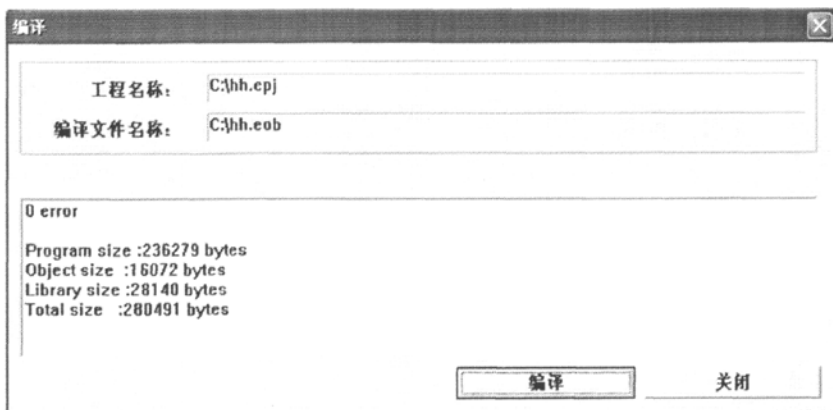 编译
工程名称: C:\hh.epj
编译文件名称: C:\hh.eob
0 error
Program size :236279 bytes
Object size :16072 bytes
Library size :28140 bytes
Total size :280491 bytes
编译 关闭